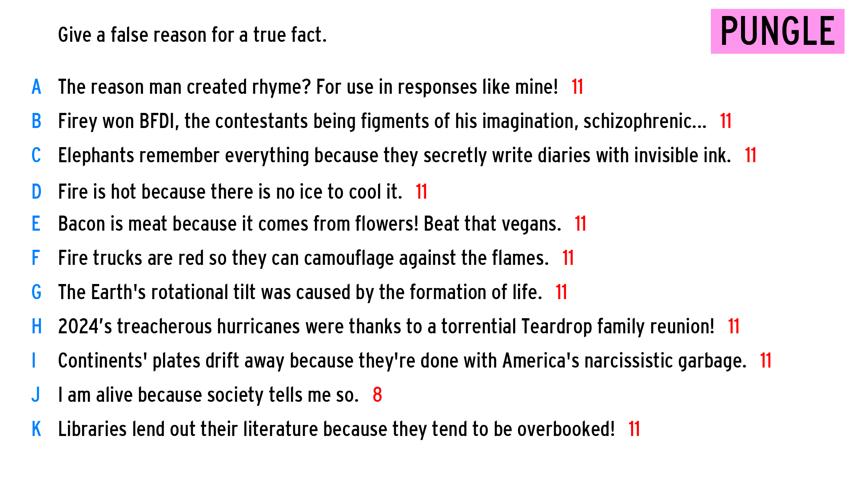 Give a false reason for a true fact.
PUNGLE
A The reason man created rhyme? For use in responses like mine! 11
B Firey won BFDI, the contestants being figments of his imagination, schizophrenic... 11
C Elephants remember everything because they secretly write diaries with invisible ink. 11
D Fire is hot because there is no ice to cool it. 11
E Bacon is meat because it comes from flowers! Beat that vegans. 11
F Fire trucks are red so they can camouflage against the flames. 11
G The Earth's rotational tilt was caused by the formation of life. 11
H 2024’s treacherous hurricanes were thanks to a torrential Teardrop family reunion! 11
I Continents' plates drift away because they're done with America's narcissistic garbage. 11
J I am alive because society tells me so. 8
K Libraries lend out their literature because they tend to be overbooked! 11